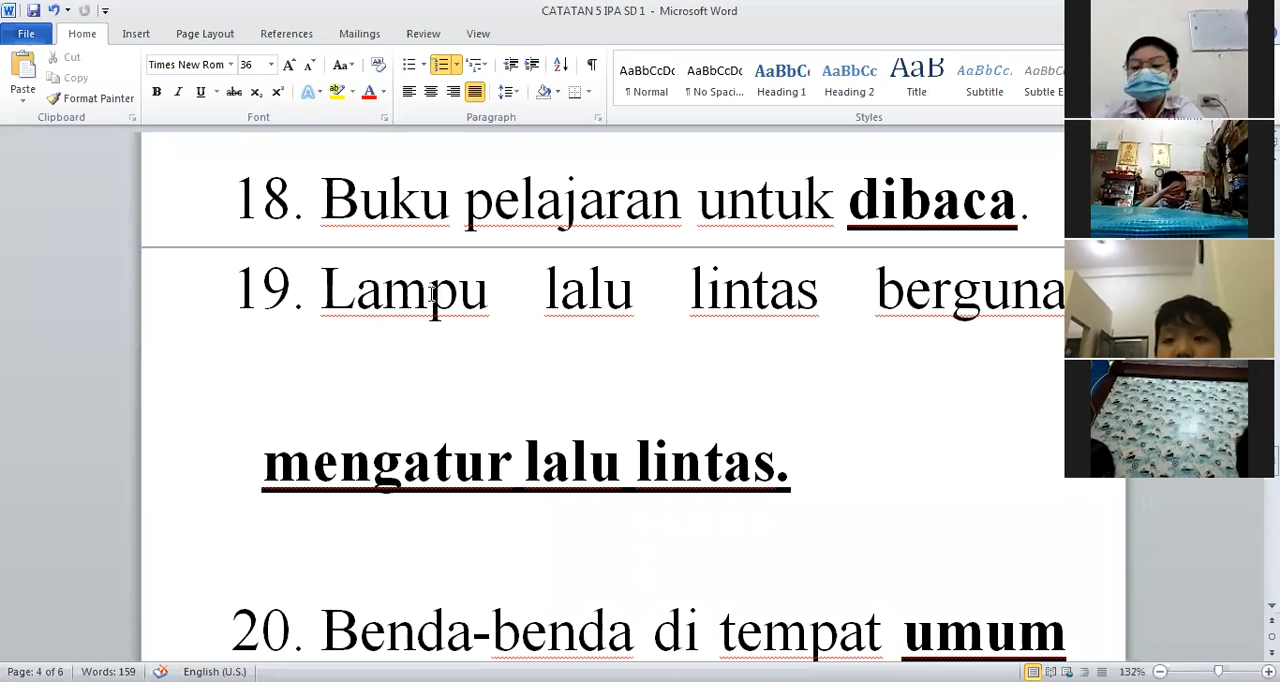 CATATAN 5 IPA SD 1 - Microsoft Word
File Home Insert Page Layout References Mailings Review View
Cut
Copy
Paste
Format Painter
Clipboard
Times New Rom 36
Font
Paragraph
AaBbCcDc AaBbCcDc AaBbC AaBbCc AaB AaBbCc. AaBbCc
¶ Normal ¶ No Spaci... Heading 1 Heading 2 Title Subtitle Subtle E
Styles
18. Buku pelajaran untuk dibaca.
19. Lampu lalu lintas berguna
mengatur lalu lintas.
20. Benda-benda di tempat umum
Page: 4 of 6 Words: 159 English (U.S.) 132%